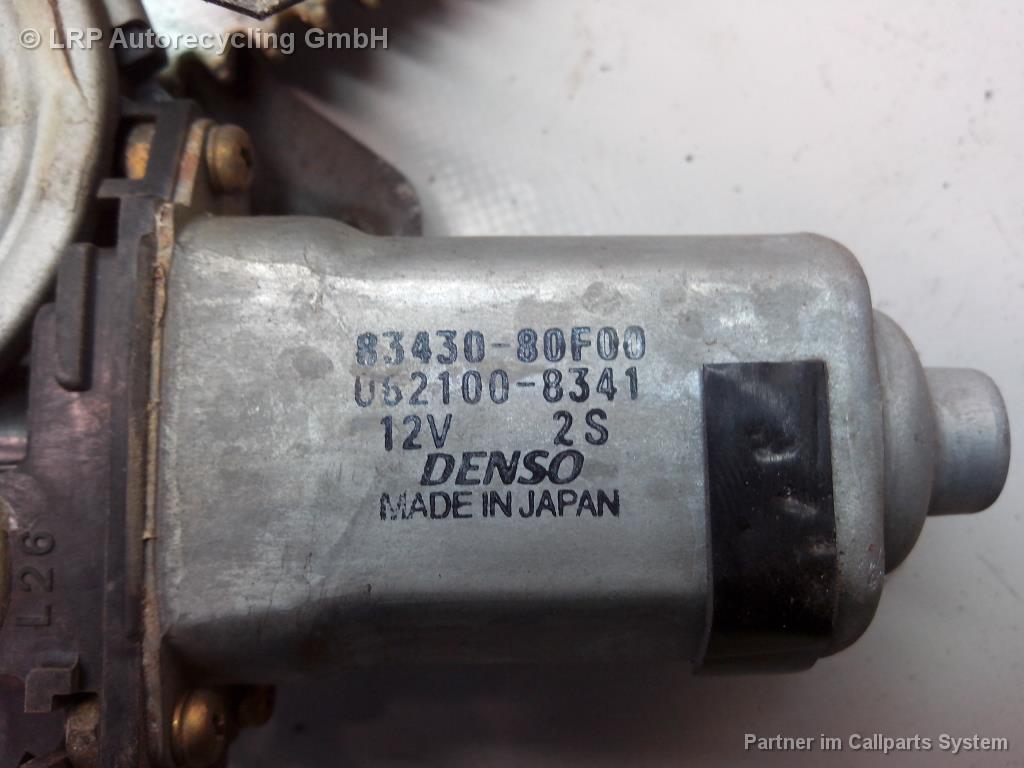 © LRP Autorecycling GmbH
83430-80F00
062100-8341
12V 2S
DENSO
MADE IN JAPAN
L26
Partner im Callparts System